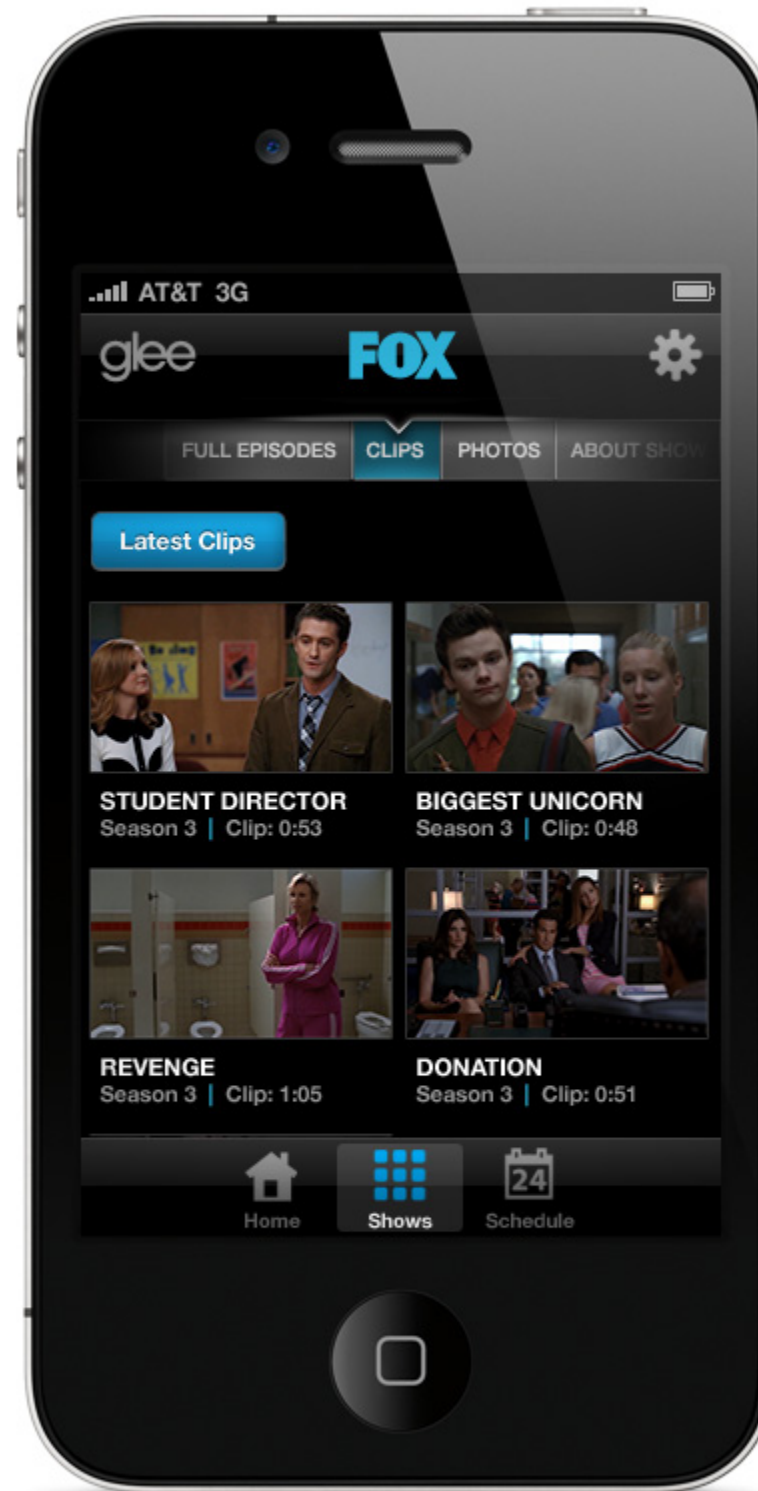 AT&T 3G
glee FOX
FULL EPISODES CLIPS PHOTOS ABOUT SHOW
Latest Clips
STUDENT DIRECTOR
Season 3 | Clip: 0:53
BIGGEST UNICORN
Season 3 | Clip: 0:48
REVENGE
Season 3 | Clip: 1:05
DONATION
Season 3 | Clip: 0:51
24
Home Shows Schedule